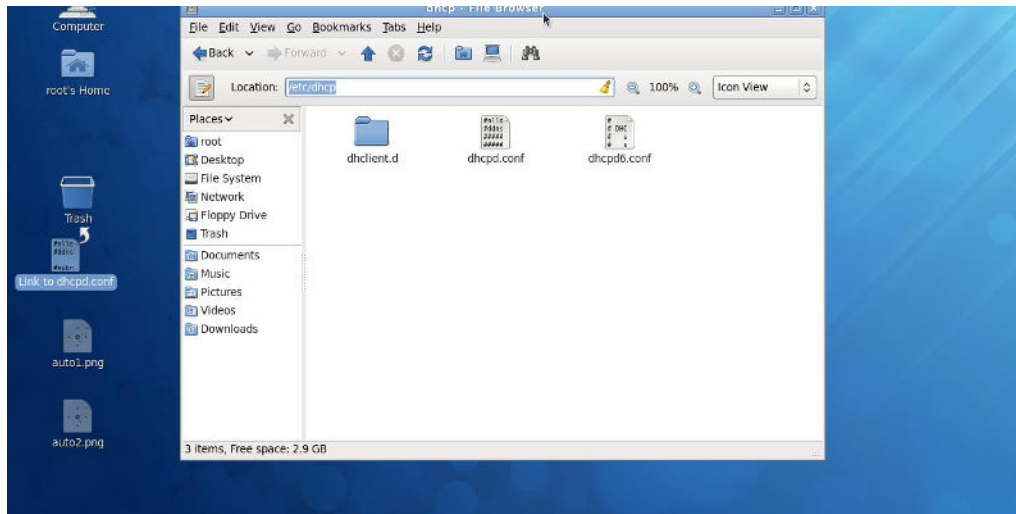 Computer
root's Home
Trash
Link to dhcpd.conf
auto1.png
auto2.png
dhcp - File Browser
File Edit View Go Bookmarks Tabs Help
Back Forward
Location: /etc/dhcp 100% Icon View
Places
root
Desktop
File System
Network
Floppy Drive
Trash
Documents
Music
Pictures
Videos
Downloads
dhclient.d
dhcpd.conf
dhcpd6.conf
3 items, Free space: 2.9 GB